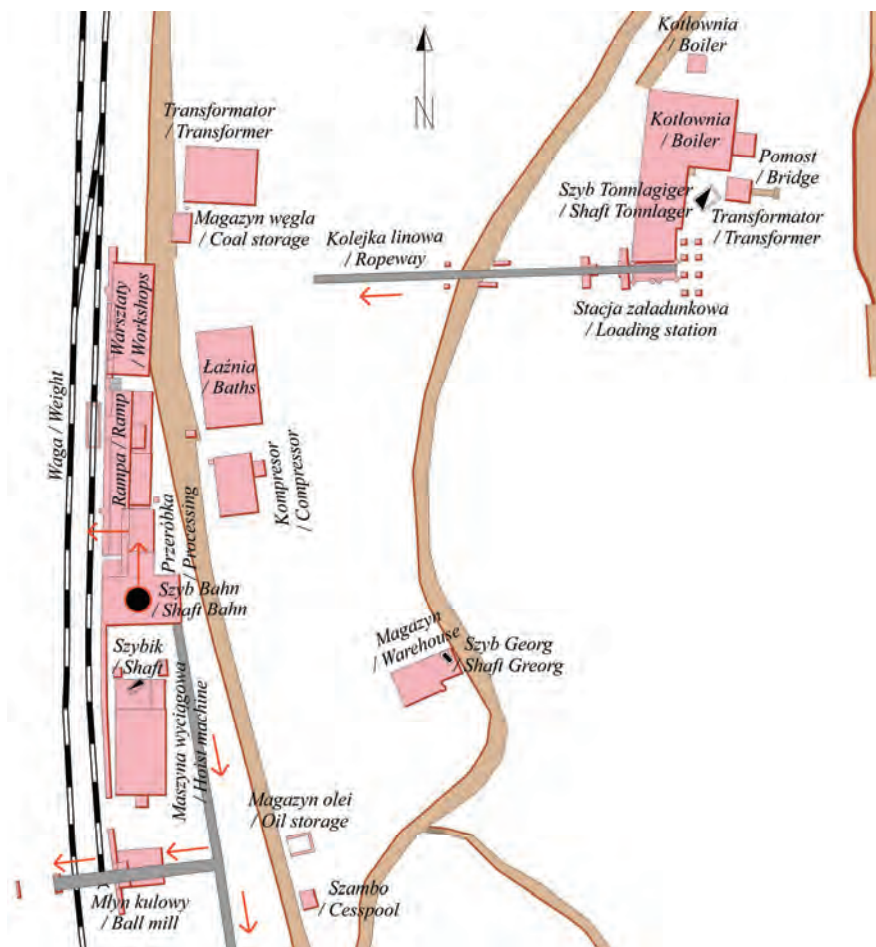 Kotłownia
/ Boiler
Transformator
/ Transformer
Kotłownia
/ Boiler
N
Pomost
/ Bridge
Szyb Tonnlagiger
/ Shaft Tonnlager
Magazyn węgla
/ Coal storage
Transformator
/ Transformer
Kolejka linowa
/ Ropeway
Stacja załadunkowa
/ Loading station
Warsztaty
/ Workshops
Łaźnia
/ Baths
Waga / Weight
Rampa / Ramp
Kompresor
/ Compressor
Przeróbka
/ Processing
Szyb Bahn
/ Shaft Bahn
Szybik
/ Shaft
Magazyn
/ Warehouse
Szyb Georg
/ Shaft Greorg
Maszyna wyciągowa
/ Hoist machine
Magazyn olei
/ Oil storage
Szambo
/ Cesspool
Młyn kulowy
/ Ball mill